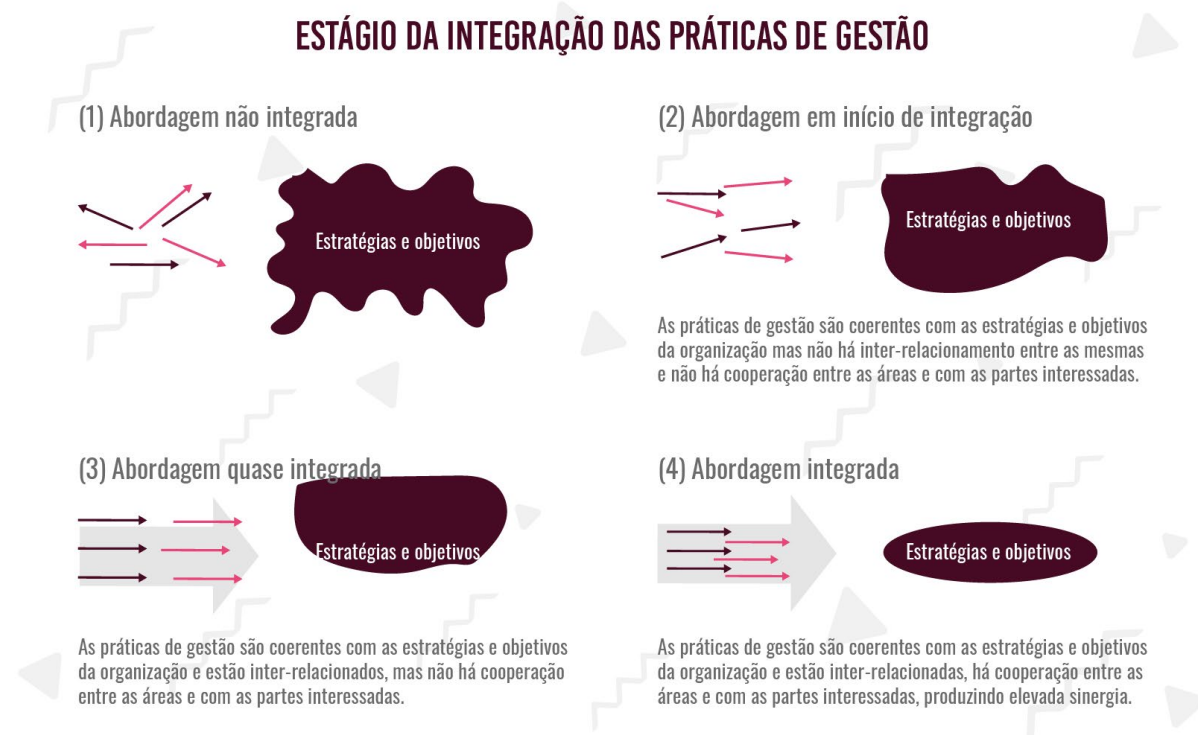 ESTÁGIO DA INTEGRAÇÃO DAS PRÁTICAS DE GESTÃO
(1) Abordagem não integrada
Estratégias e objetivos
(2) Abordagem em início de integração
Estratégias e objetivos
As práticas de gestão são coerentes com as estratégias e objetivos
da organização mas não há inter-relacionamento entre as mesmas
e não há cooperação entre as áreas e com as partes interessadas.
(3) Abordagem quase integrada
Estratégias e objetivos
As práticas de gestão são coerentes com as estratégias e objetivos
da organização e estão inter-relacionados, mas não há cooperação
entre as áreas e com as partes interessadas.
(4) Abordagem integrada
Estratégias e objetivos
As práticas de gestão são coerentes com as estratégias e objetivos
da organização e estão inter-relacionadas, há cooperação entre as
áreas e com as partes interessadas, produzindo elevada sinergia.